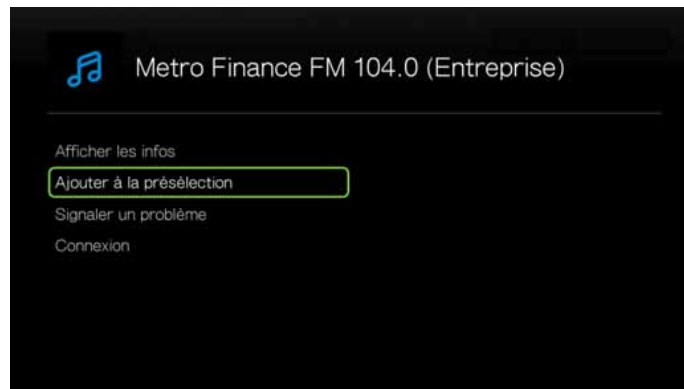 Metro Finance FM 104.0 (Entreprise)
Afficher les infos
Ajouter à la présélection
Signaler un problème
Connexion